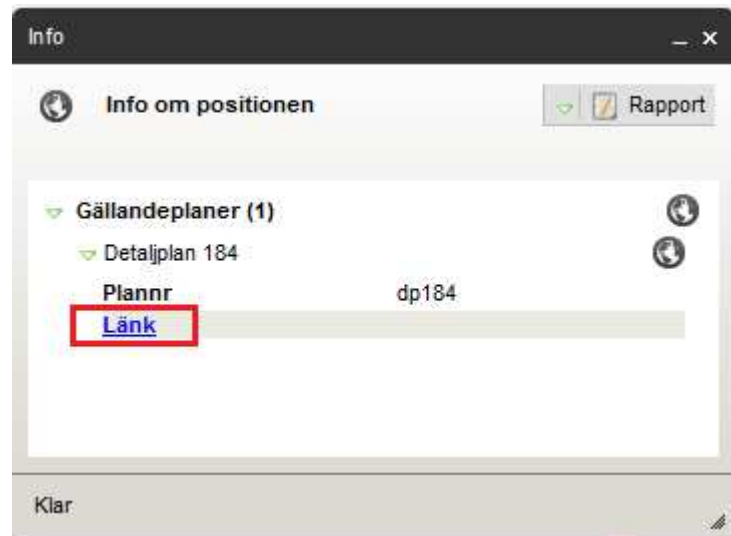 Info
Info om positionen
Rapport
Gällandeplaner (1)
Detaljplan 184
Plannr dp184
Länk
Klar